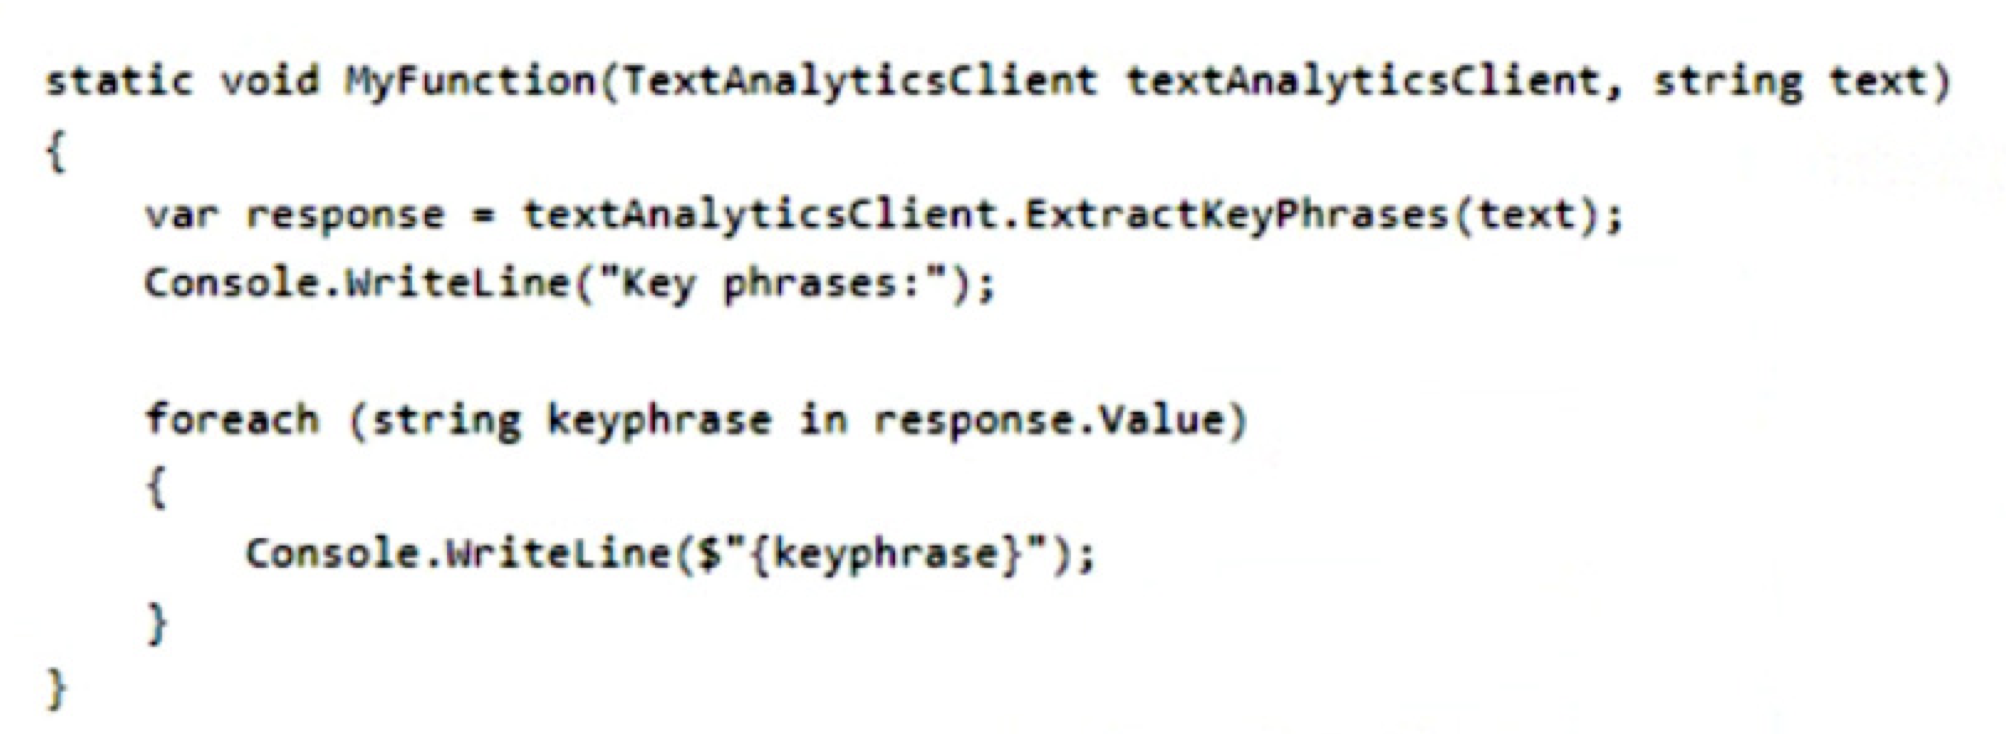 static void MyFunction(TextAnalyticsClient textAnalyticsClient, string text)
{
    var response = textAnalyticsClient.ExtractKeyPhrases(text);
    Console.WriteLine("Key phrases:");

    foreach (string keyphrase in response.Value)
    {
        Console.WriteLine($"{keyphrase}");
    }
}